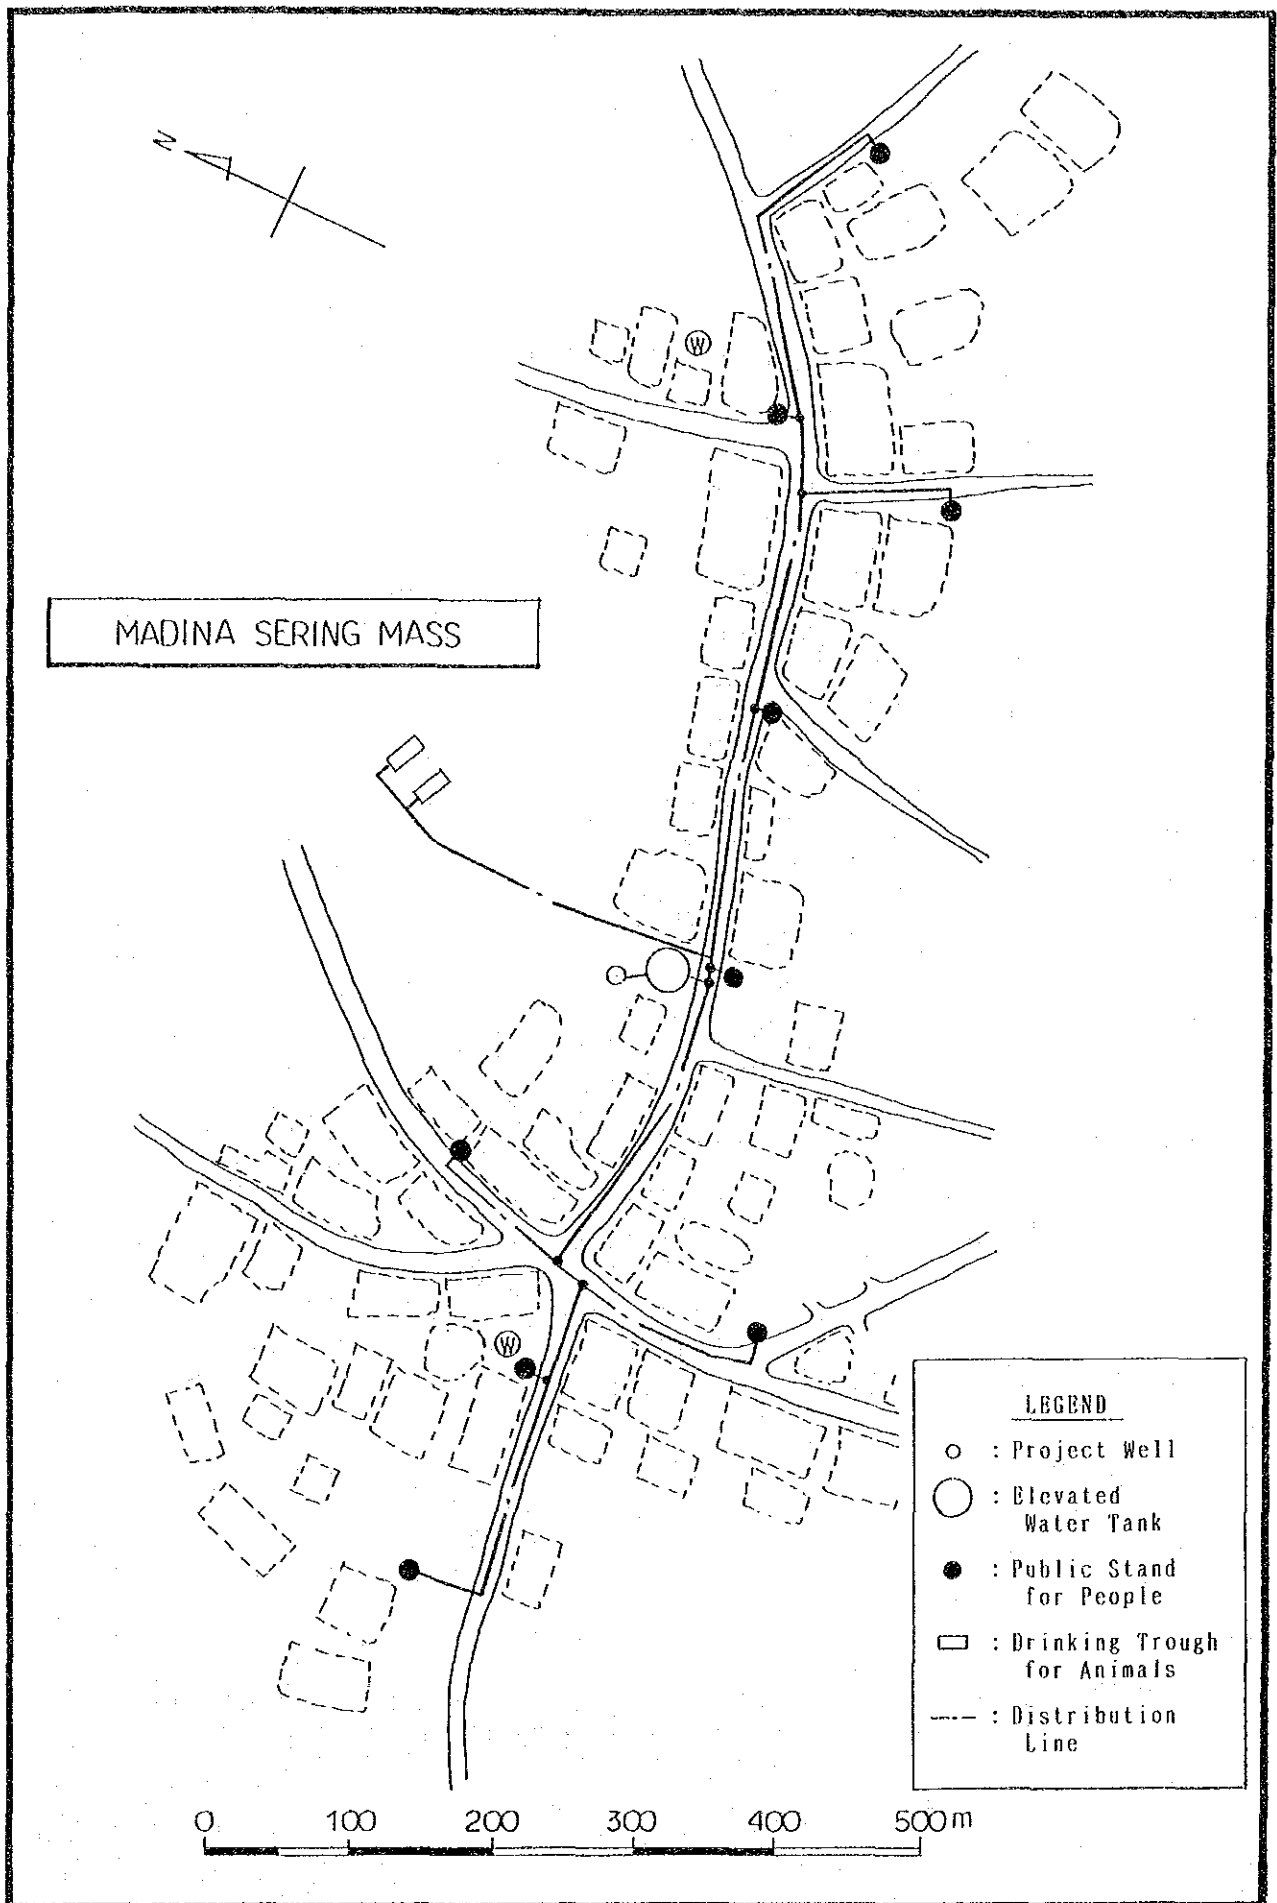 N
W
MADINA SERING MASS
W
LEGEND
: Project Well
: Elevated
Water Tank
: Public Stand
for People
: Drinking Trough
for Animals
: Distribution
Line
0 100 200 300 400 500m